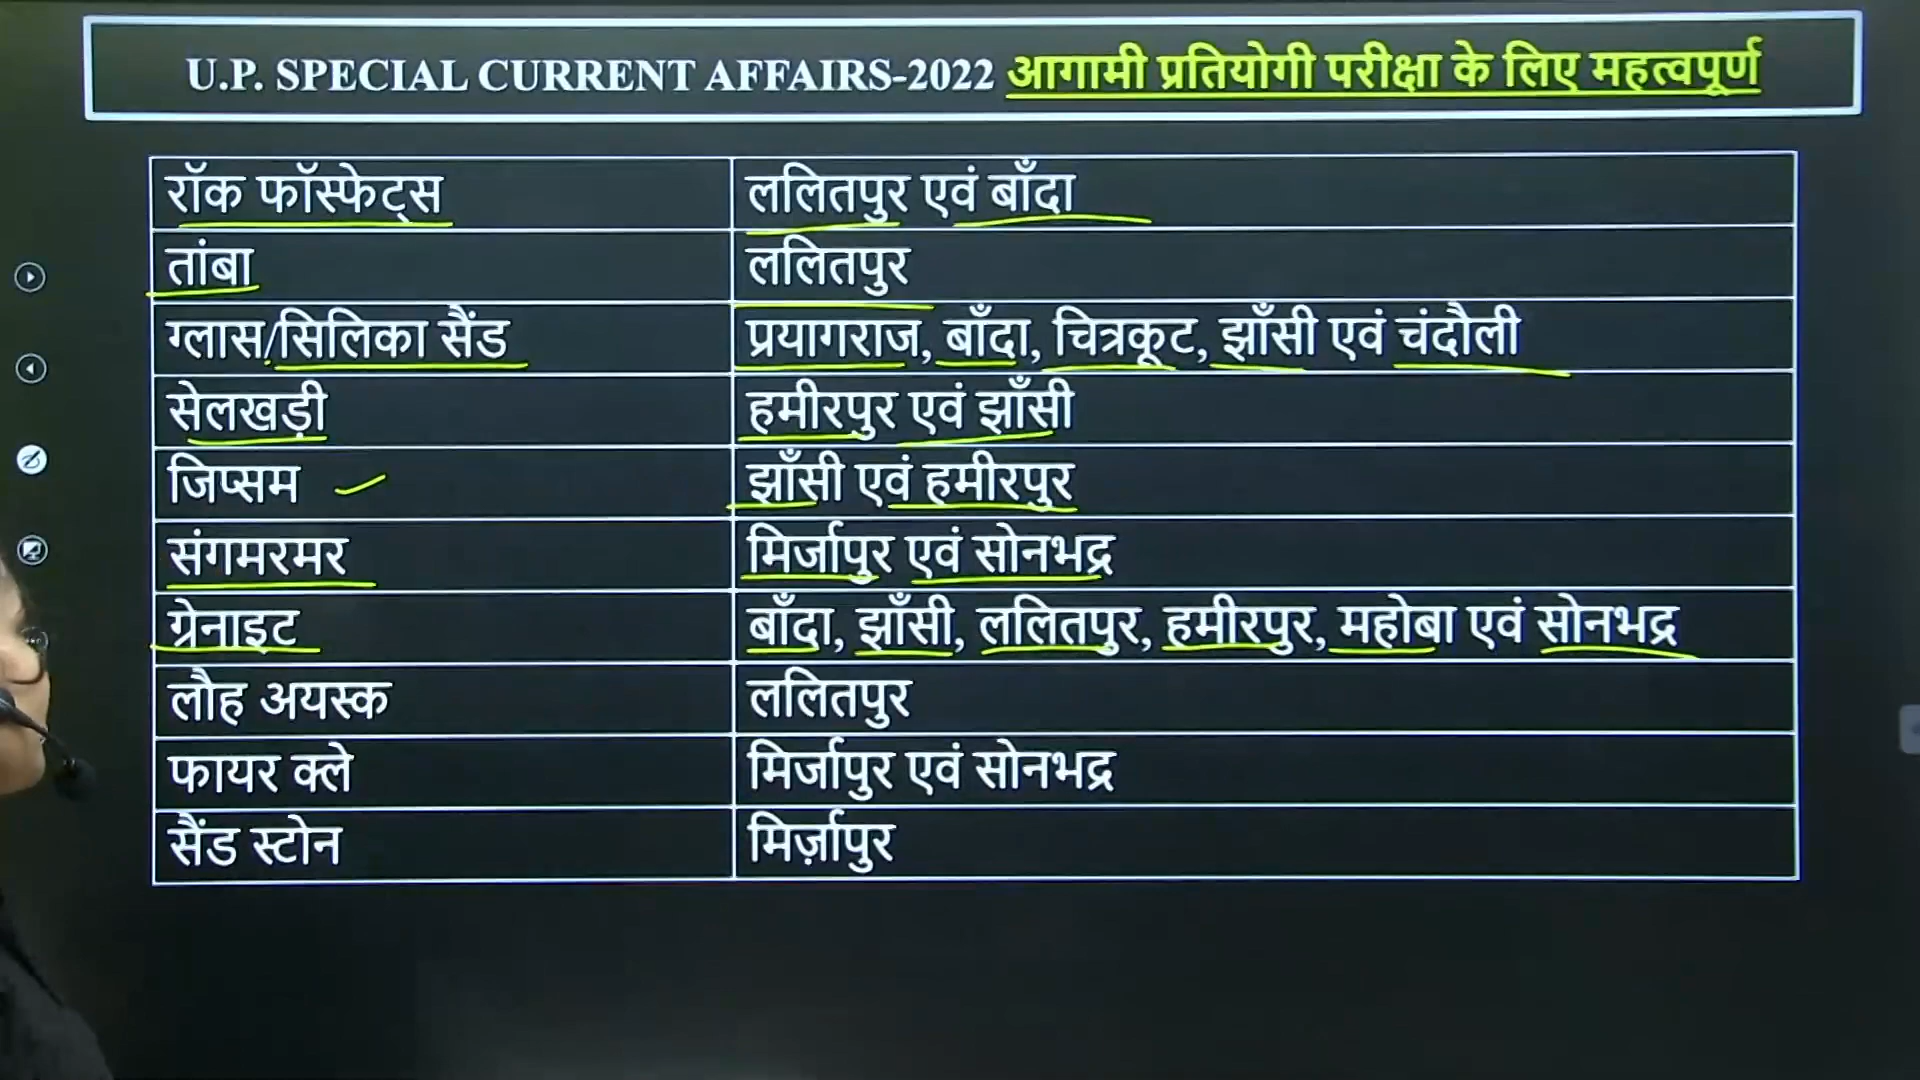 U.P. SPECIAL CURRENT AFFAIRS-2022 आगामी प्रतियोगी परीक्षा के लिए महत्वपूर्ण
रॉक फॉस्फेट्स ललितपुर एवं बाँदा
तांबा ललितपुर
ग्लास/सिलिका सैंड प्रयागराज, बाँदा, चित्रकूट, झाँसी एवं चंदौली
सेलखड़ी हमीरपुर एवं झाँसी
जिप्सम झाँसी एवं हमीरपुर
संगमरमर मिर्जापुर एवं सोनभद्र
ग्रेनाइट बाँदा, झाँसी, ललितपुर, हमीरपुर, महोबा एवं सोनभद्र
लौह अयस्क ललितपुर
फायर क्ले मिर्जापुर एवं सोनभद्र
सैंड स्टोन मिर्ज़ापुर